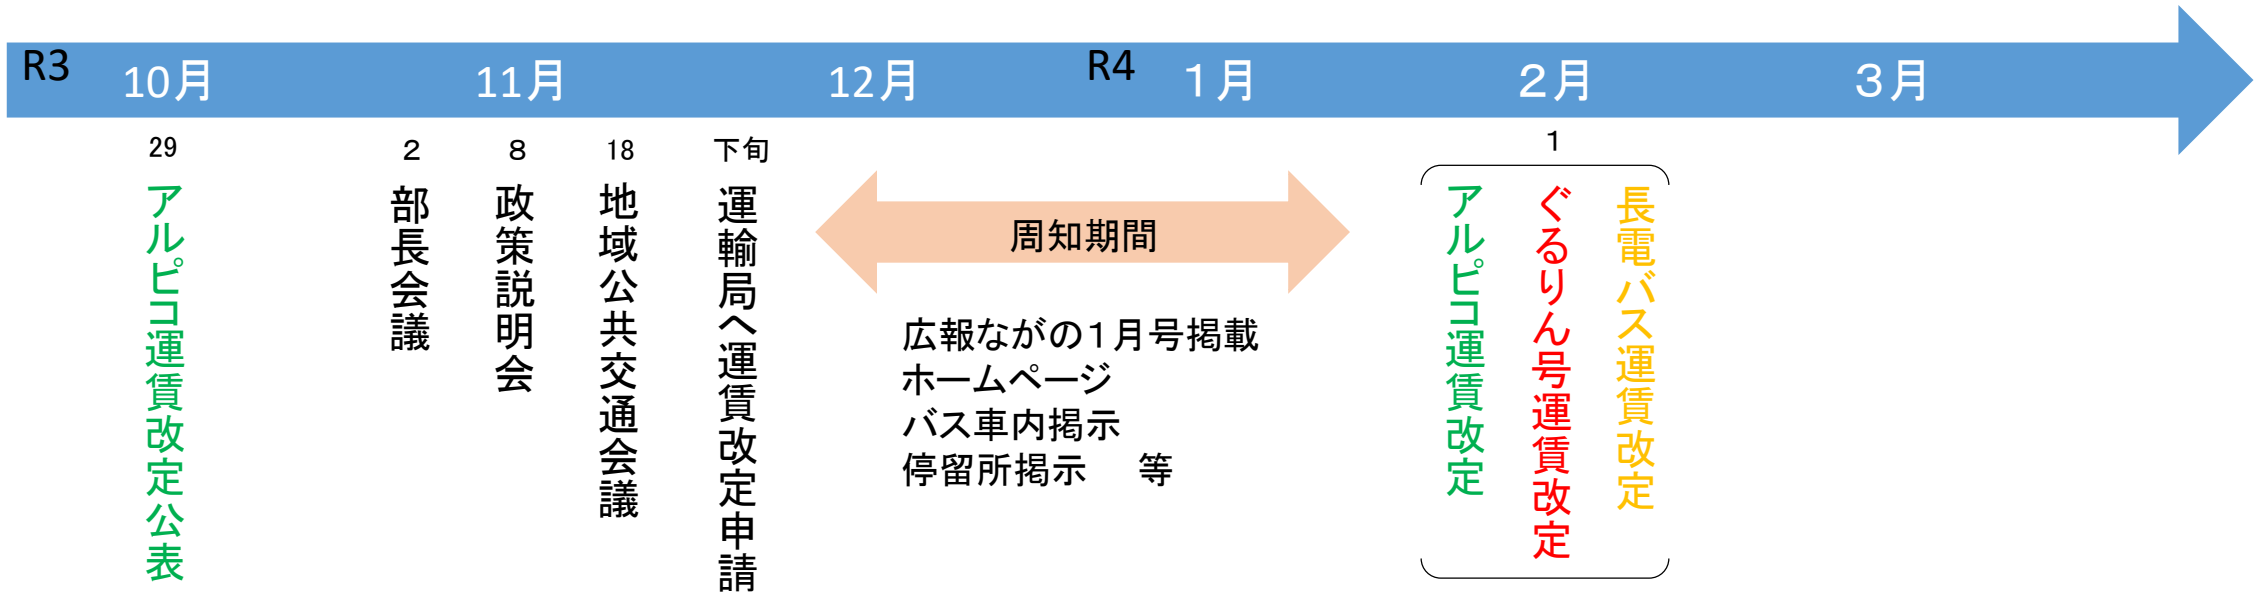 R3
10月
11月
12月
R4
１月
２月
３月
29
アルピコ運賃改定公表
２
部長会議
８
政策説明会
18
地域公共交通会議
下旬
運輸局へ運賃改定申請
周知期間
広報ながの１月号掲載
ホームページ
バス車内掲示
停留所掲示　等
１
アルピコ運賃改定
ぐるりん号運賃改定
長電バス運賃改定